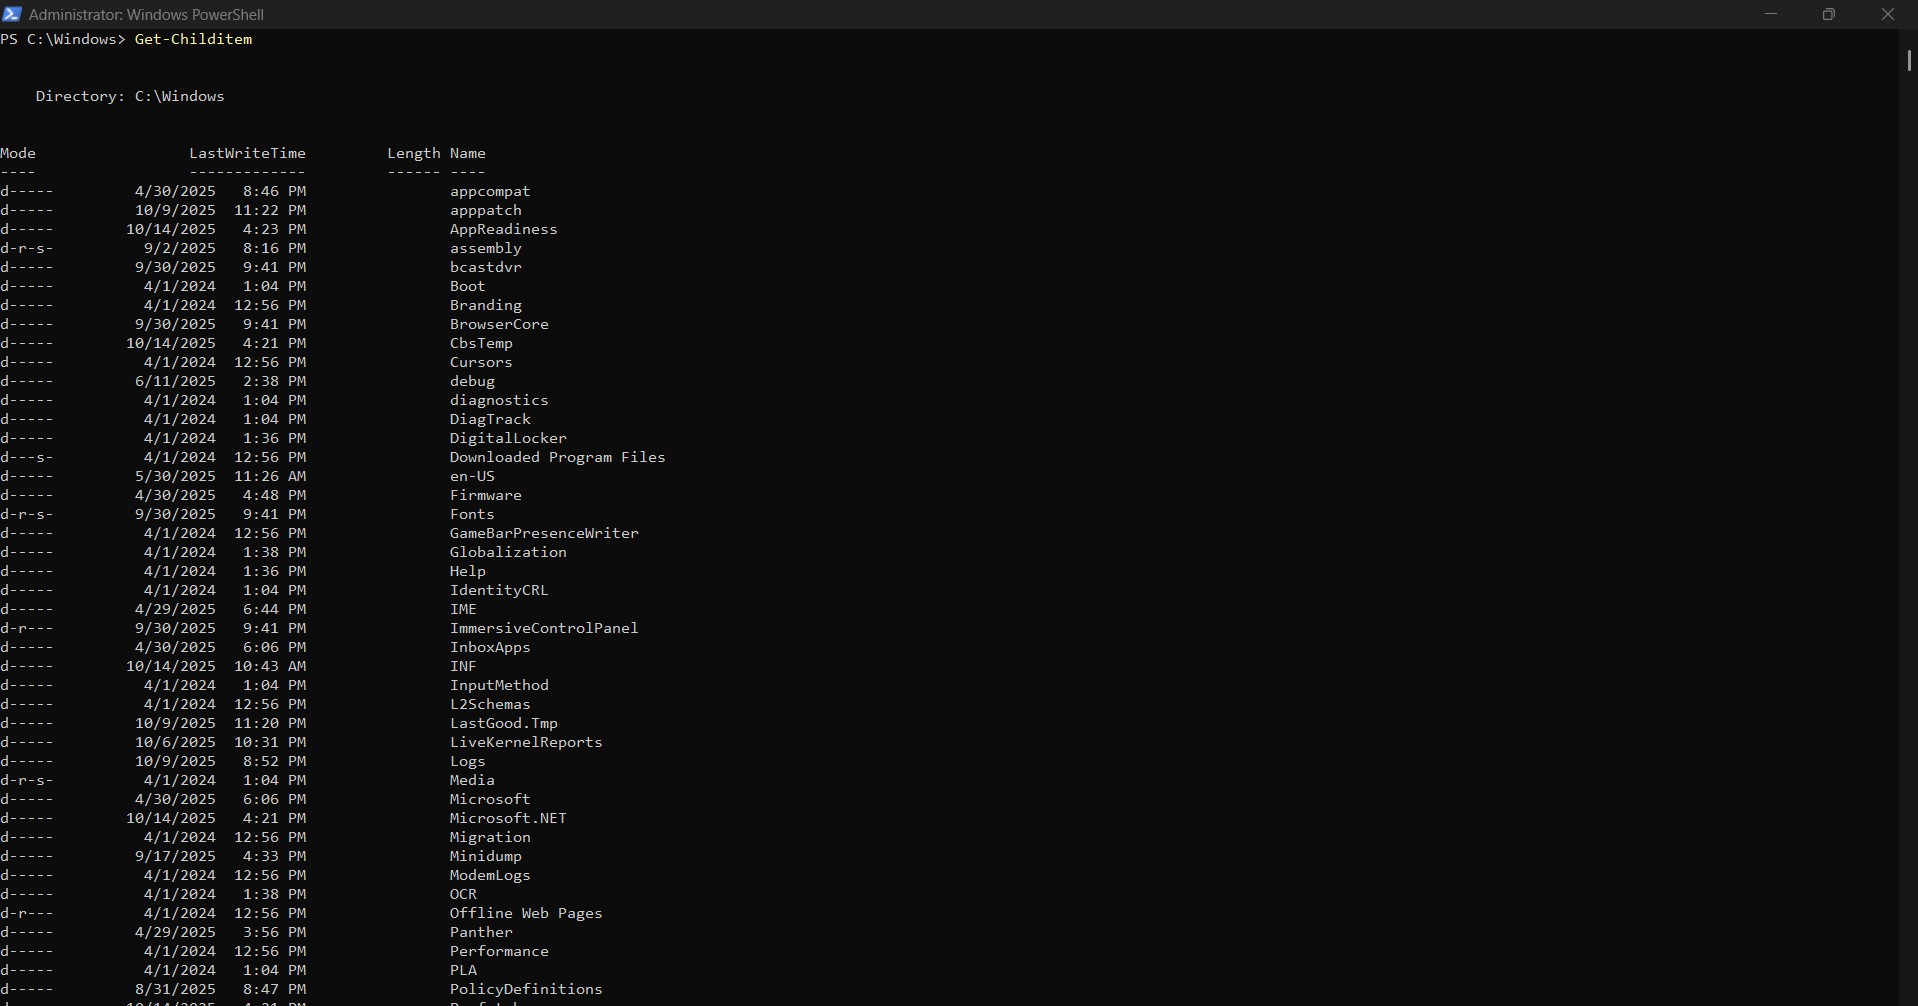 Administrator: Windows PowerShell
PS C:\Windows> Get-Childitem
Directory: C:\Windows
Mode                 LastWriteTime         Length Name
----                 -------------         ------ ----
d-----         4/30/2025   8:46 PM                appcompat
d-----         10/9/2025  11:22 PM                apppatch
d-----        10/14/2025   4:23 PM                AppReadiness
d-r-s-          9/2/2025   8:16 PM                assembly
d-----         9/30/2025   9:41 PM                bcastdvr
d-----          4/1/2024   1:04 PM                Boot
d-----          4/1/2024  12:56 PM                Branding
d-----         9/30/2025   9:41 PM                BrowserCore
d-----        10/14/2025   4:21 PM                CbsTemp
d-----          4/1/2024  12:56 PM                Cursors
d-----         6/11/2025   2:38 PM                debug
d-----          4/1/2024   1:04 PM                diagnostics
d-----          4/1/2024   1:04 PM                DiagTrack
d-----          4/1/2024   1:36 PM                DigitalLocker
d---s-          4/1/2024  12:56 PM                Downloaded Program Files
d-----         5/30/2025  11:26 AM                en-US
d-----         4/30/2025   4:48 PM                Firmware
d-r-s-         9/30/2025   9:41 PM                Fonts
d-----          4/1/2024  12:56 PM                GameBarPresenceWriter
d-----          4/1/2024   1:38 PM                Globalization
d-----          4/1/2024   1:36 PM                Help
d-----          4/1/2024   1:04 PM                IdentityCRL
d-----         4/29/2025   6:44 PM                IME
d-r---         9/30/2025   9:41 PM                ImmersiveControlPanel
d-----         4/30/2025   6:06 PM                InboxApps
d-----        10/14/2025  10:43 AM                INF
d-----          4/1/2024   1:04 PM                InputMethod
d-----          4/1/2024  12:56 PM                L2Schemas
d-----         10/9/2025  11:20 PM                LastGood.Tmp
d-----         10/6/2025  10:31 PM                LiveKernelReports
d-----         10/9/2025   8:52 PM                Logs
d-r-s-          4/1/2024   1:04 PM                Media
d-----         4/30/2025   6:06 PM                Microsoft
d-----        10/14/2025   4:21 PM                Microsoft.NET
d-----          4/1/2024  12:56 PM                Migration
d-----         9/17/2025   4:33 PM                Minidump
d-----          4/1/2024  12:56 PM                ModemLogs
d-----          4/1/2024   1:38 PM                OCR
d-r---          4/1/2024  12:56 PM                Offline Web Pages
d-----         4/29/2025   3:56 PM                Panther
d-----          4/1/2024  12:56 PM                Performance
d-----          4/1/2024   1:04 PM                PLA
d-----         8/31/2025   8:47 PM                PolicyDefinitions